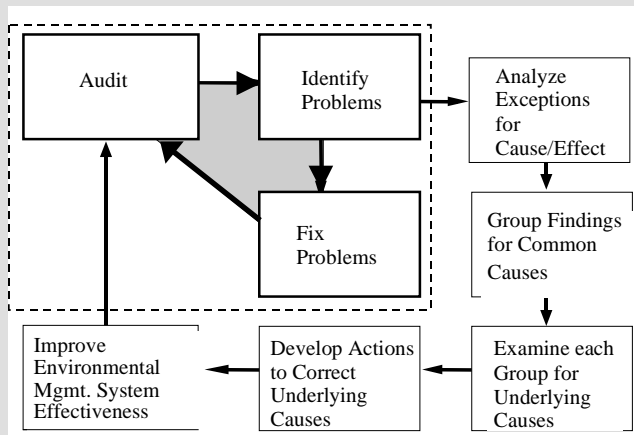 Audit
Identify
Problems
Analyze
Exceptions
for
Cause/Effect
Fix
Problems
Group Findings
for Common
Causes
Improve
Environmental
Mgmt. System
Effectiveness
Develop Actions
to Correct
Underlying
Causes
Examine each
Group for
Underlying
Causes